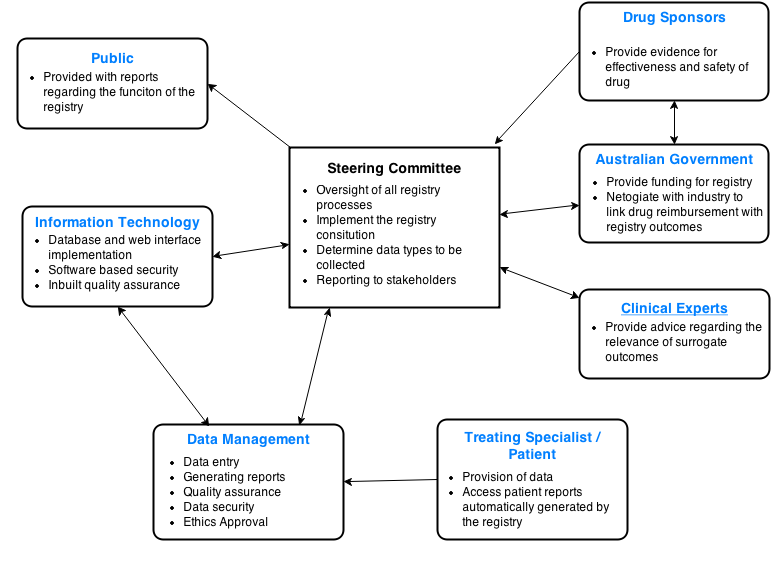 Drug Sponsors
• Provide evidence for
effectiveness and safety of
drug
Public
• Provided with reports
regarding the funciton of the
registry
Australian Government
• Provide funding for registry
• Netogiate with industry to
link drug reimbursement with
registry outcomes
Steering Committee
• Oversight of all registry
processes
• Implement the registry
consitution
• Determine data types to be
collected
• Reporting to stakeholders
Information Technology
• Database and web interface
implementation
• Software based security
• Inbuilt quality assurance
Clinical Experts
• Provide advice regarding the
relevance of surrogate
outcomes
Data Management
• Data entry
• Generating reports
• Quality assurance
• Data security
• Ethics Approval
Treating Specialist /
Patient
• Provision of data
• Access patient reports
automatically generated by
the registry